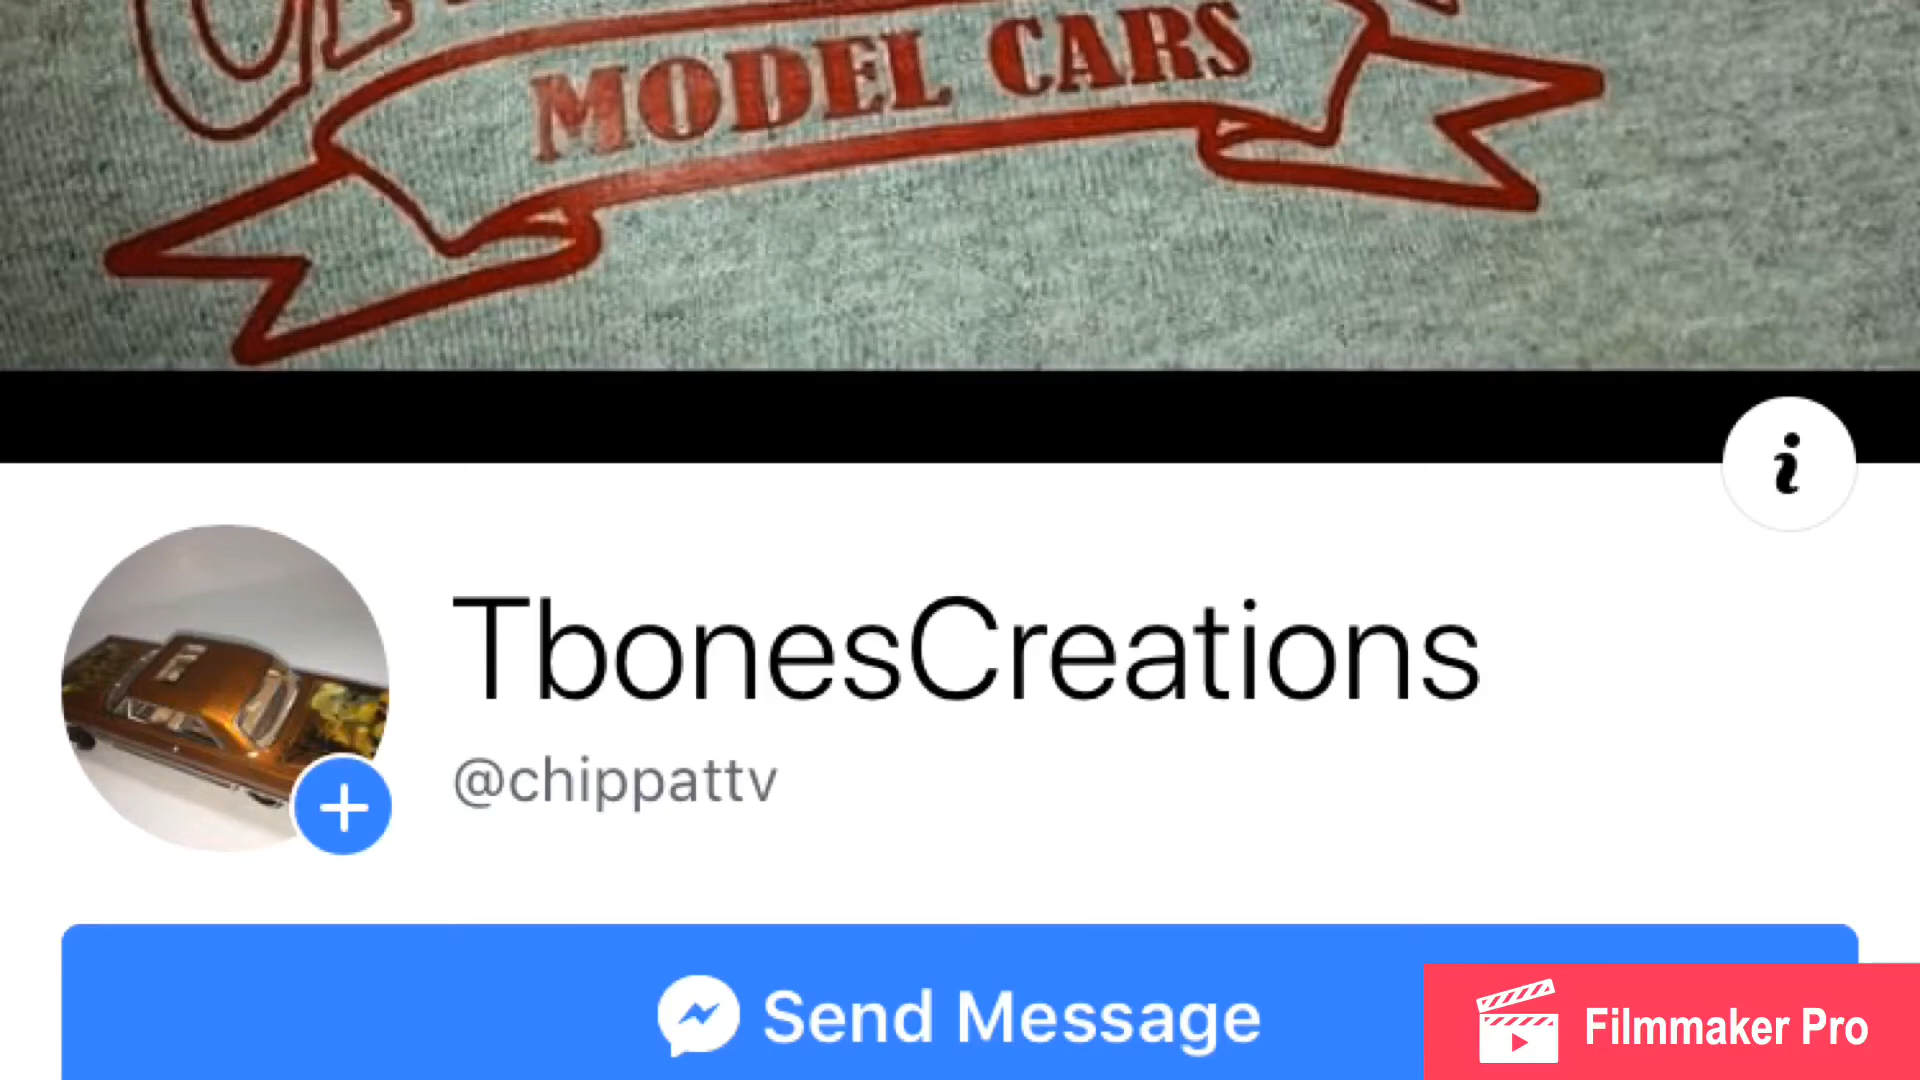 MODEL CARS
i
TbonesCreations
@chippattv
Send Message
Filmmaker Pro